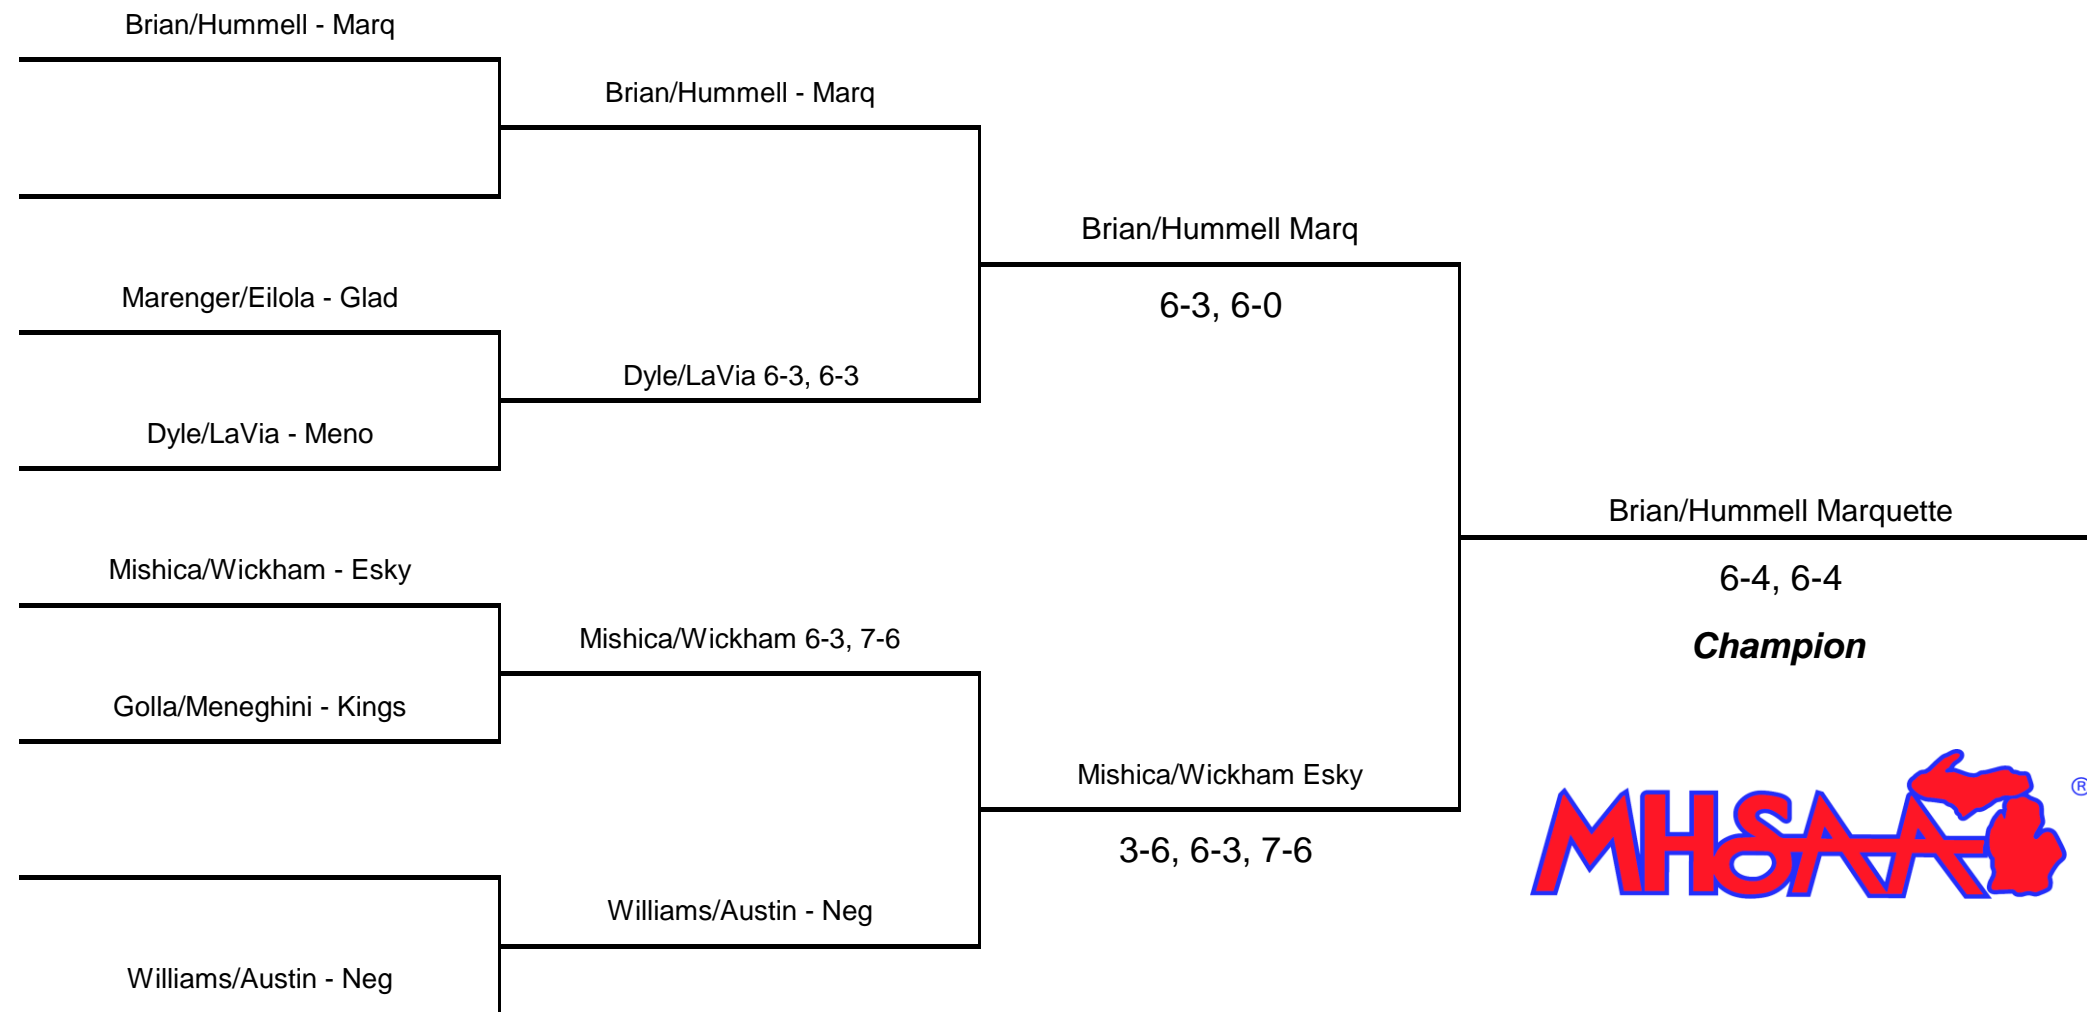 Brian/Hummell - Marq
Brian/Hummell - Marq
Brian/Hummell Marq
Marenger/Eilola - Glad
6-3, 6-0
Dyle/LaVia 6-3, 6-3
Dyle/LaVia - Meno
Brian/Hummell Marquette
Mishica/Wickham - Esky
6-4, 6-4
Mishica/Wickham 6-3, 7-6
Champion
Golla/Meneghini - Kings
Mishica/Wickham Esky
MHSAA®
3-6, 6-3, 7-6
Williams/Austin - Neg
Williams/Austin - Neg